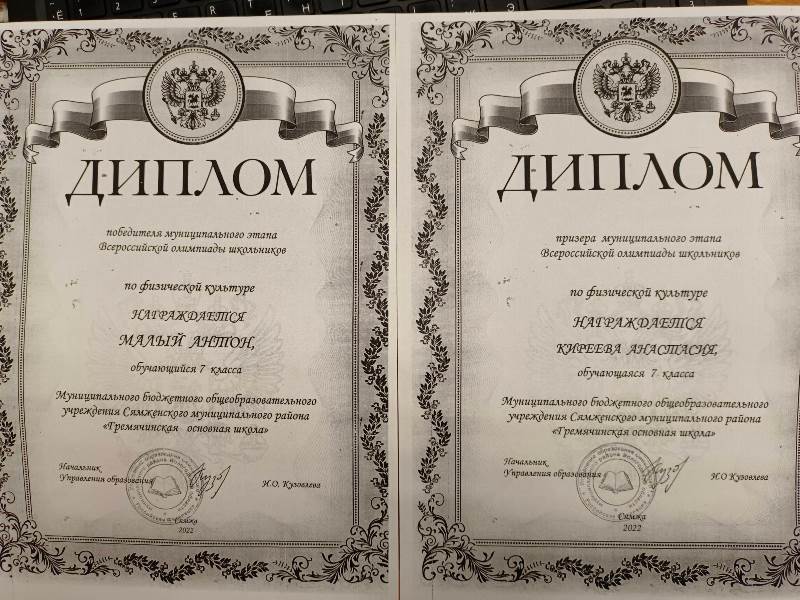 ДИПЛОМ
победителя муниципального этапа
Всероссийской олимпиады школьников
по физической культуре
НАГРАЖДАЕТСЯ
МАЛЫЙ АНТОН,
обучающийся 7 класса
Муниципального бюджетного общеобразовательного
учреждения Сямженского муниципального района
«Гремячинская основная школа»
Начальник
Управления образования
И.О. Кузовлева
Сямжа
2022
ДИПЛОМ
призера муниципального этапа
Всероссийской олимпиады школьников
по физической культуре
НАГРАЖДАЕТСЯ
КИРЕЕВА АНАСТАСИЯ,
обучающаяся 7 класса
Муниципального бюджетного общеобразовательного
учреждения Сямженского муниципального района
«Гремячинская основная школа»
Начальник
Управления образования
И.О Кузовлева
Сямжа
2022